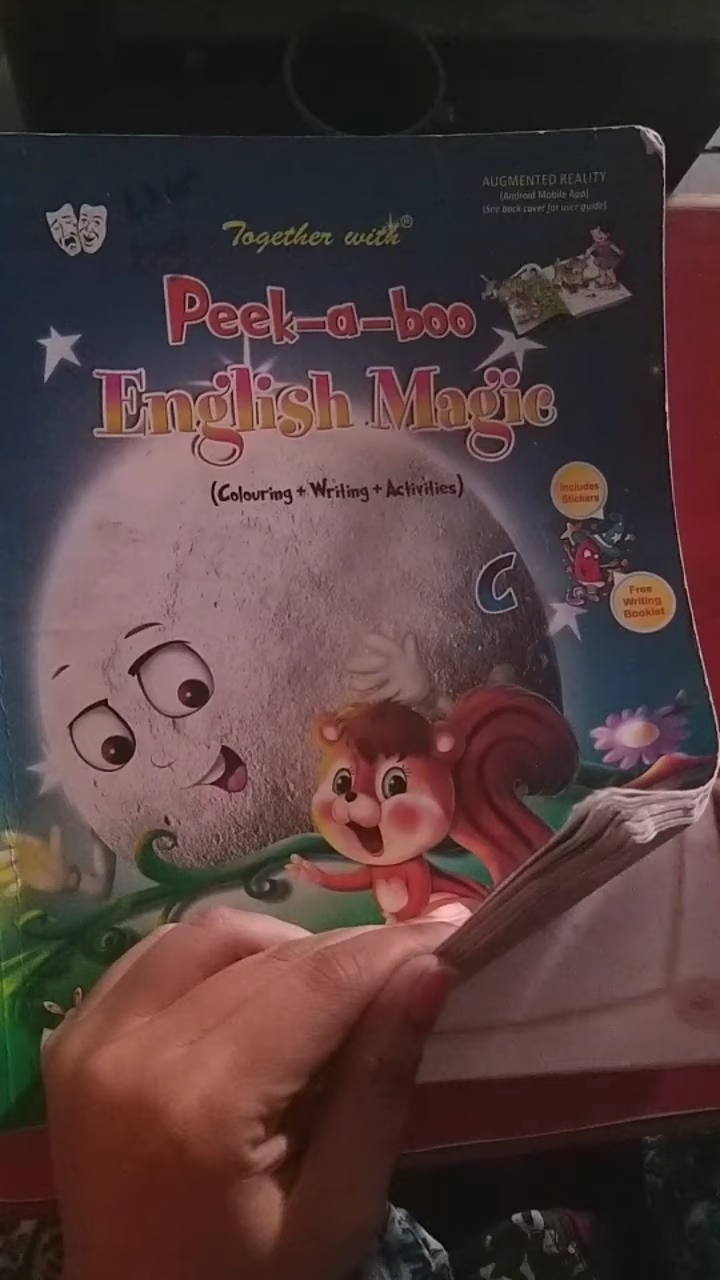 AUGMENTED REALITY
(Android Mobile App)
(See back cover for user guide)
Together with®
Peek-a-boo
English Magic
(Colouring + Writing + Activities)
Includes
Stickers
C
Free
Writing
Booklet